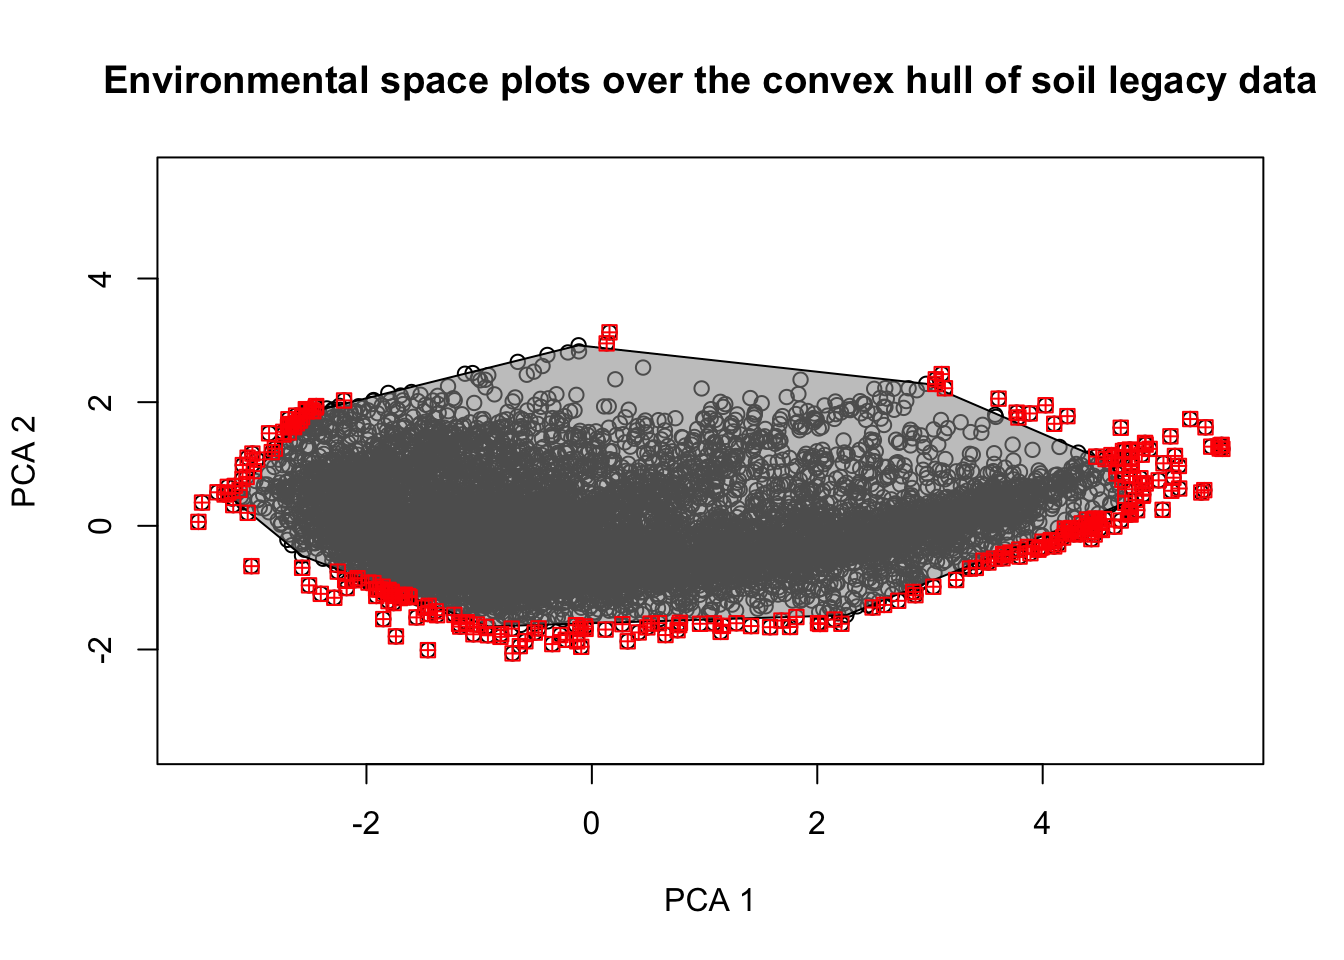 Environmental space plots over the convex hull of soil legacy data
PCA 2
4
2
0
-2
-2 0 2 4
PCA 1